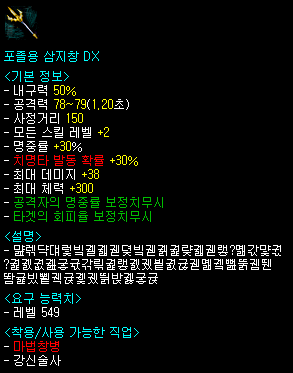 포졸용 삼지창 DX
<기본 정보>
- 내구력 50%
- 공격력 78~79(1.20초)
- 사정거리 150
- 모든 스킬 레벨 +2
- 명중률 +30%
- 치명타 발동 확률 +30%
- 최대 데미지 +38
- 최대 체력 +300
- 공격자의 명중률 보정치무시
- 타겟의 회피율 보정치무시
<설명>
<요구 능력치>
- 레벨 549
<착용/사용 가능한 직업>
- 마법창병
- 강신술사